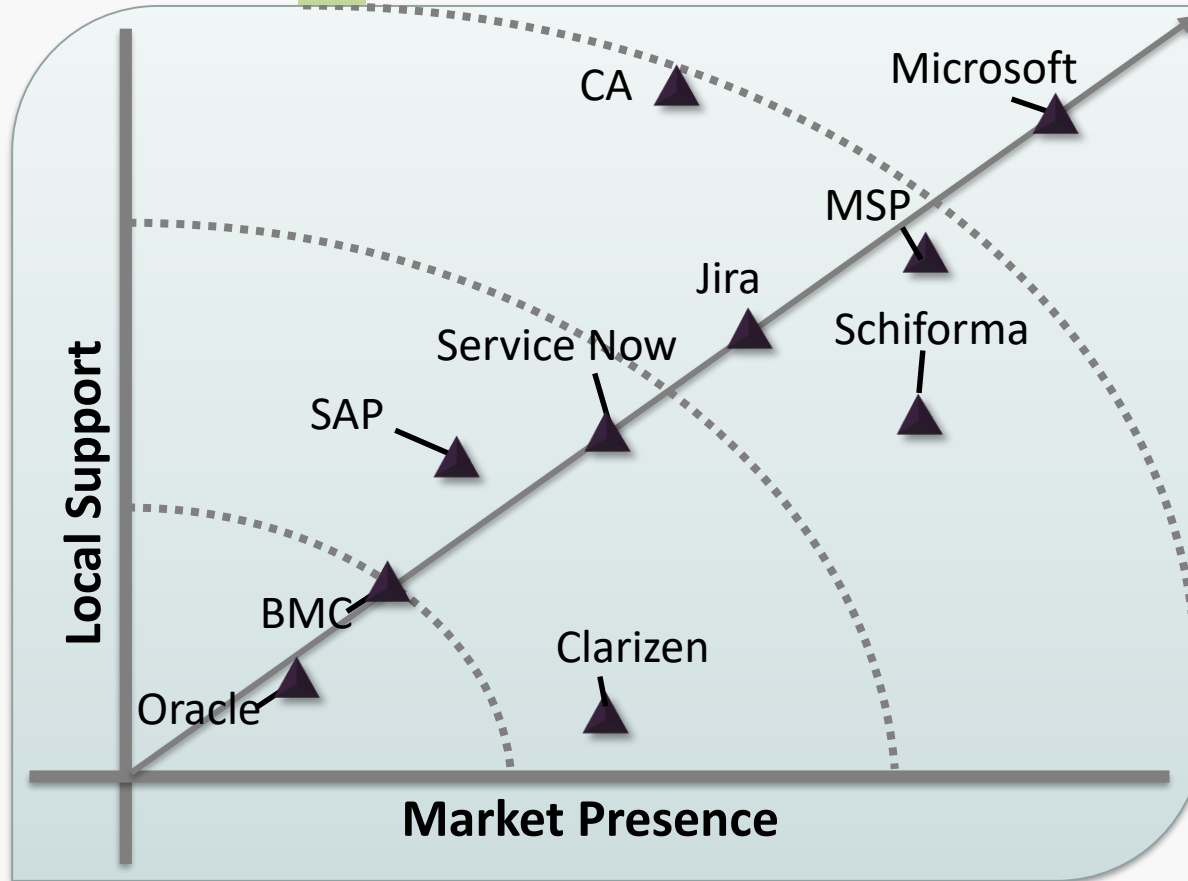 CA
Microsoft
MSP
Jira
Schiforma
Service Now
SAP
Local Support
BMC
Clarizen
Oracle
Market Presence